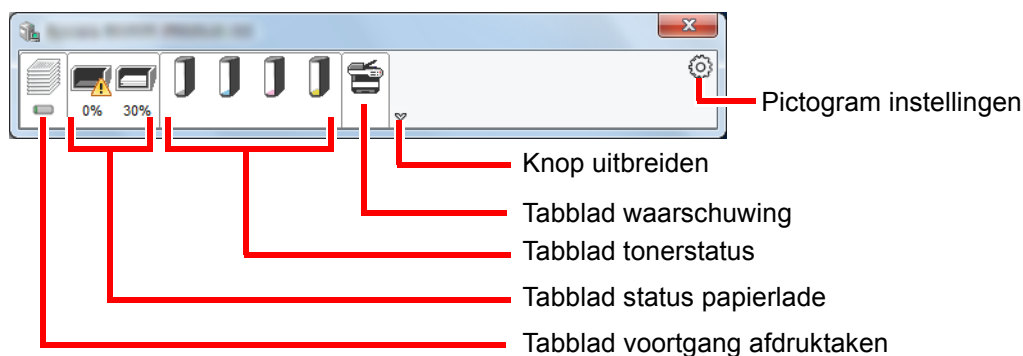 0%
30%
Pictogram instellingen
Knop uitbreiden
Tabblad waarschuwing
Tabblad tonerstatus
Tabblad status papierlade
Tabblad voortgang afdruktaken